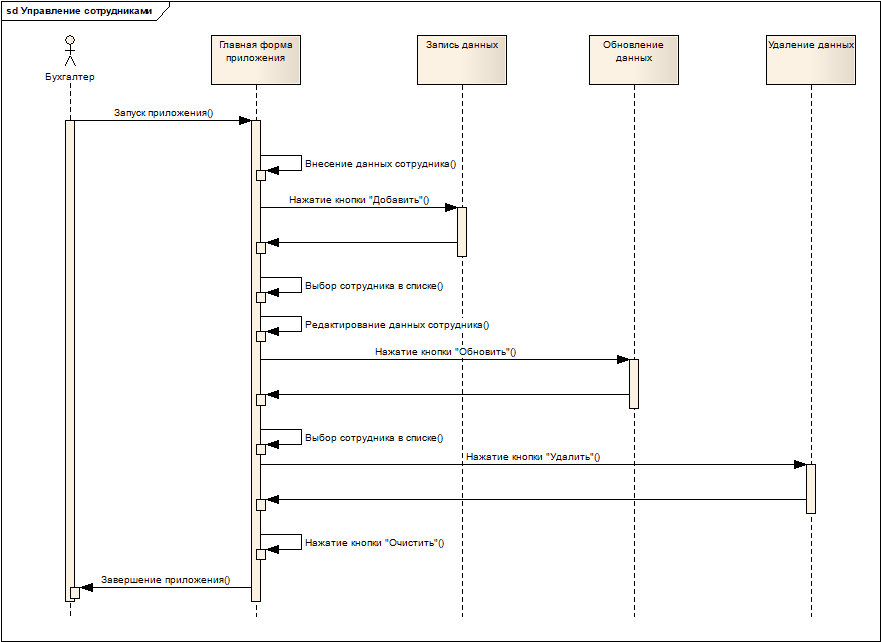 sd Управление сотрудниками
Бухгалтер
Главная форма
приложения
Запись данных
Обновление
данных
Удаление данных
Запуск приложения()
Внесение данных сотрудника()
Нажатие кнопки "Добавить"()
Выбор сотрудника в списке()
Редактирование данных сотрудника()
Нажатие кнопки "Обновить"()
Выбор сотрудника в списке()
Нажатие кнопки "Удалить"()
Нажатие кнопки "Очистить"()
Завершение приложения()